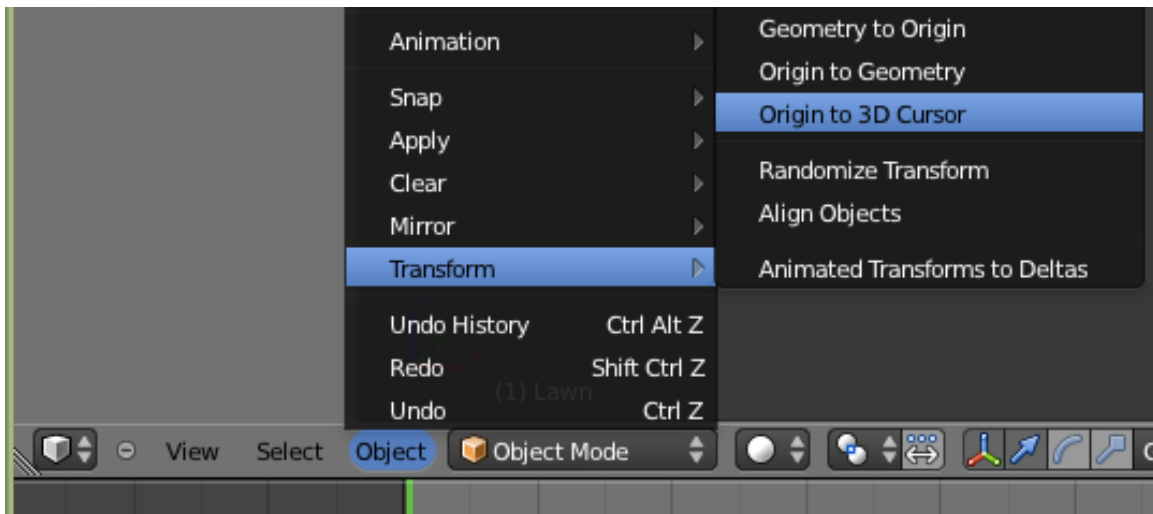 Animation
Snap
Apply
Clear
Mirror
Transform
Undo History Ctrl Alt Z
Redo Shift Ctrl Z
Undo Ctrl Z
Geometry to Origin
Origin to Geometry
Origin to 3D Cursor
Randomize Transform
Align Objects
Animated Transforms to Deltas
(1) Lawn
View Select Object Object Mode